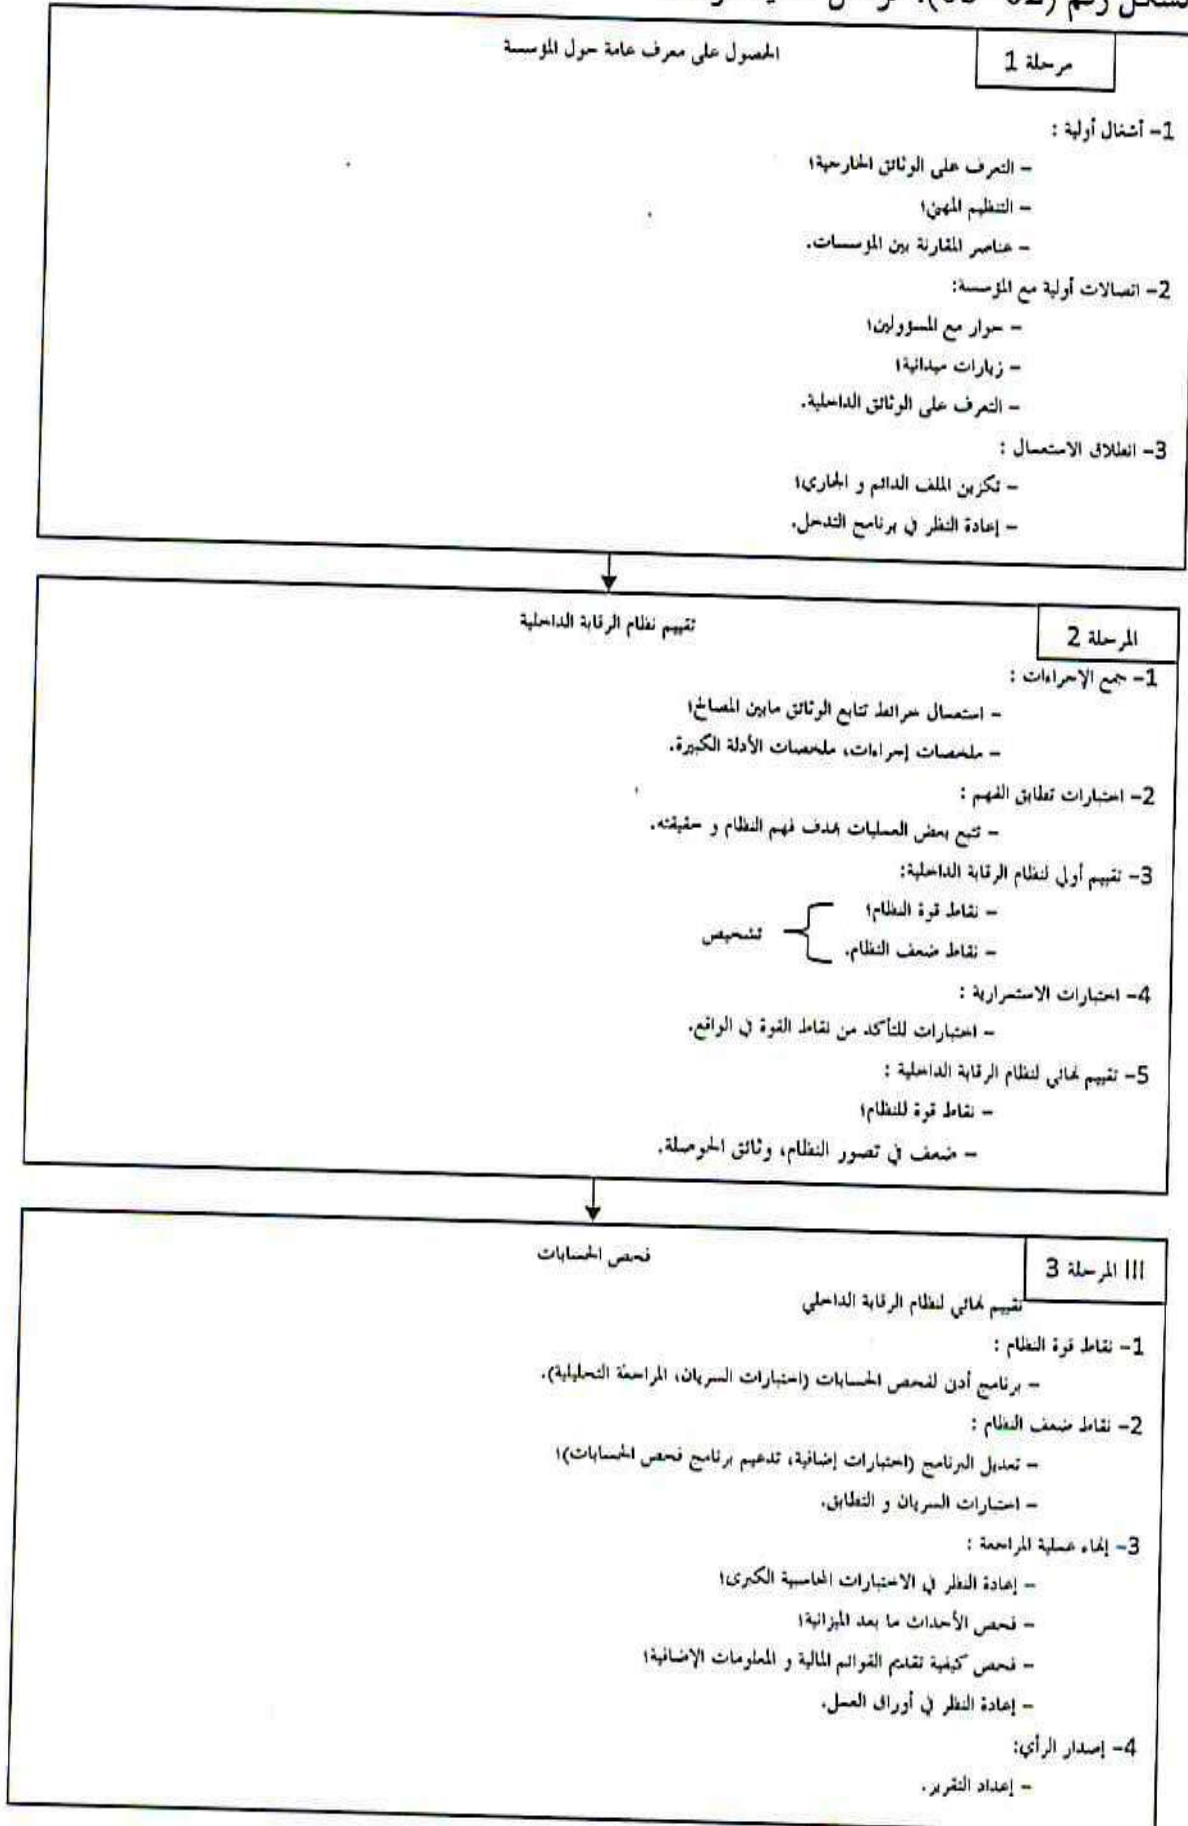 الحصول على معرف عامة حول المؤسسة
مرحلة 1
1- أشغال أولية :
- التعرف على الوثائق الخارجية؛
- التنظيم المهني؛
- عناصر المقارنة بين المؤسسات.
2- اتصالات أولية مع المؤسسة:
- حوار مع المسؤولين؛
- زيارات ميدانية؛
- التعرف على الوثائق الداخلية.
3- انطلاق الاستعمال :
- تكزين الملف الدائم و الجاري؛
- إعادة النظر في برنامج التدخل.
تقييم نظام الرقابة الداخلية
المرحلة 2
1- جمع الإجراءات :
- استعمال خرائط تتابع الوثائق مابين المصالح؛
- ملخصات إجراءات، ملخصات الأدلة الكبيرة.
2- اختبارات تطابق الفهم :
- تتبع بعض العمليات بهدف فهم النظام و حقيقته.
3- تقييم أولي لنظام الرقابة الداخلية:
- نقاط قوة النظام؛
تشخيص
- نقاط ضعف النظام.
4- اختبارات الاستمرارية :
- اختبارات للتأكد من نقاط القوة في الواقع.
5- تقييم نهائي لنظام الرقابة الداخلية :
- نقاط قوة للنظام؛
- ضعف في تصور النظام، وثائق الحوصلة.
فحص الحسابات
III المرحلة 3
تقييم نهائي لنظام الرقابة الداخلي
1- نقاط قوة النظام :
- برنامج أدن لفحص الحسابات (اختبارات السريان، المراجعة التحليلية).
2- نقاط ضعف النظام :
- تعديل البرنامج (اختبارات إضافية، تدعيم برنامج فحص الحسابات)؛
- اختبارات السريان و التطابق.
3- إنهاء عملية المراجعة :
- إعادة النظر في الاختبارات المحاسبية الكبرى؛
- فحص الأحداث ما بعد الميزانية؛
- فحص كيفية تقديم القوائم المالية و المعلومات الإضافية؛
- إعادة النظر في أوراق العمل.
4- إصدار الرأي:
- إعداد التقرير.